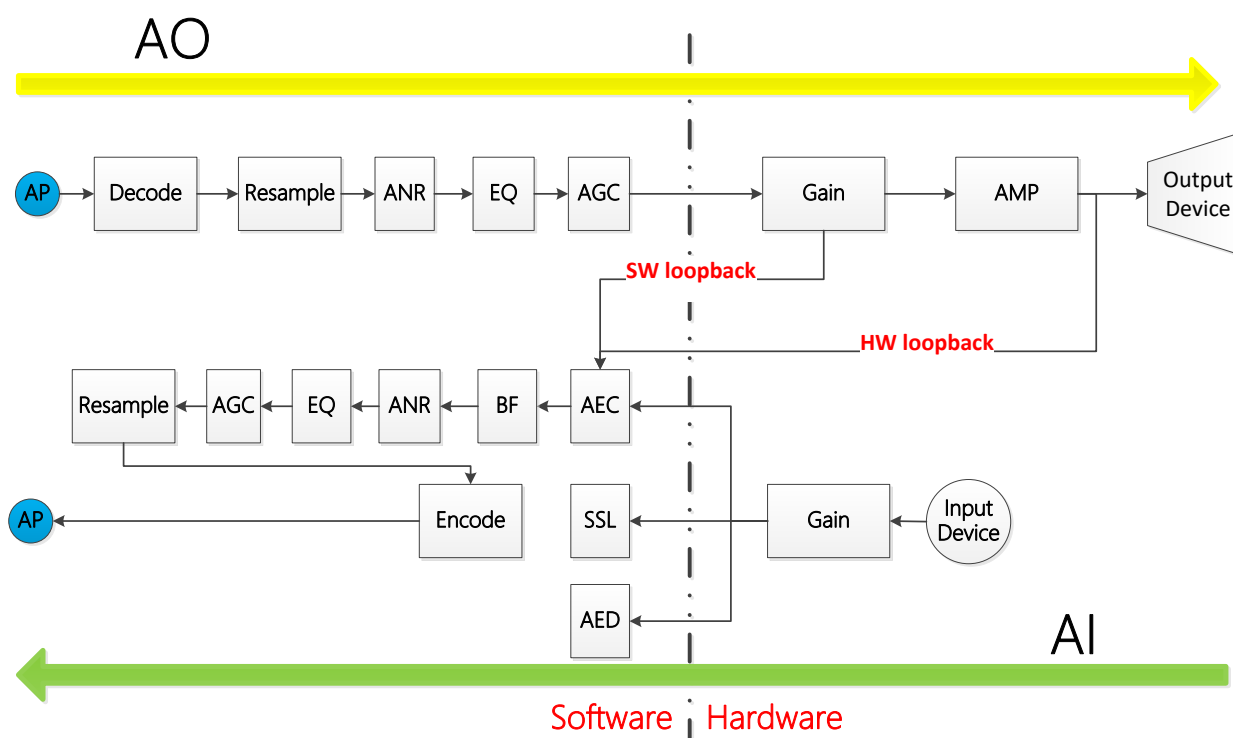 AO
AP
Decode
Resample
ANR
EQ
AGC
Gain
AMP
Output
Device
SW loopback
HW loopback
Resample
AGC
EQ
ANR
BF
AEC
AP
Encode
SSL
Gain
Input
Device
AED
AI
Software
Hardware